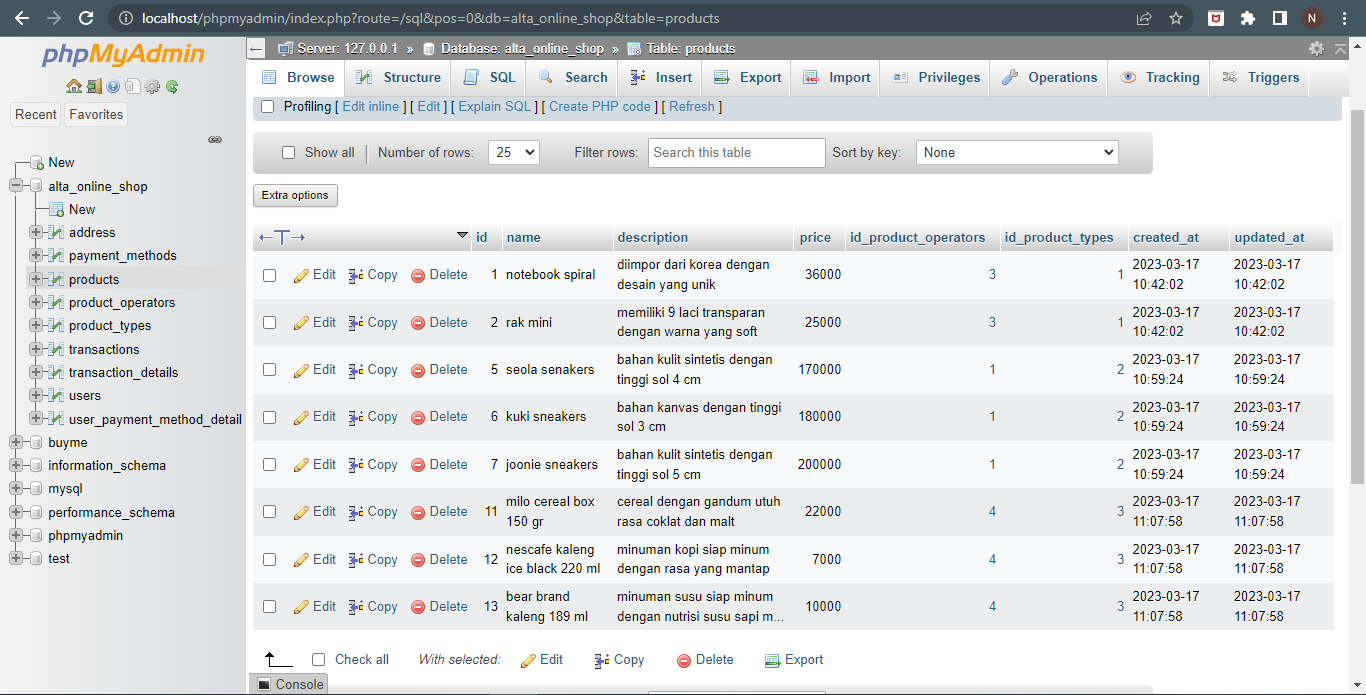 localhost/phpmyadmin/index.php?route=/sql&pos=0&db=alta_online_shop&table=products
N
phpMyAdmin
Recent Favorites
New
alta_online_shop
New
address
payment_methods
products
product_operators
product_types
transactions
transaction_details
users
user_payment_method_detail
buyme
information_schema
mysql
performance_schema
phpmyadmin
test
Server: 127.0.0.1 » Database: alta_online_shop » Table: products
Browse Structure SQL Search Insert Export Import Privileges Operations Tracking Triggers
Profiling [ Edit inline ] [ Edit ] [ Explain SQL ] [ Create PHP code ] [ Refresh ]
Show all | Number of rows: 25 Filter rows: Search this table Sort by key: None
Extra options
←T→ id name description price id_product_operators id_product_types created_at updated_at
Edit Copy Delete 1 notebook spiral diimpor dari korea dengan 36000 3 1 2023-03-17 2023-03-17
desain yang unik 10:42:02 10:42:02
Edit Copy Delete 2 rak mini memiliki 9 laci transparan 25000 3 1 2023-03-17 2023-03-17
dengan warna yang soft 10:42:02 10:42:02
Edit Copy Delete 5 seola senakers bahan kulit sintetis dengan 170000 1 2 2023-03-17 2023-03-17
tinggi sol 4 cm 10:59:24 10:59:24
Edit Copy Delete 6 kuki sneakers bahan kanvas dengan tinggi 180000 1 2 2023-03-17 2023-03-17
sol 3 cm 10:59:24 10:59:24
Edit Copy Delete 7 joonie sneakers bahan kulit sintetis dengan 200000 1 2 2023-03-17 2023-03-17
tinggi sol 5 cm 10:59:24 10:59:24
Edit Copy Delete 11 milo cereal box cereal dengan gandum utuh 22000 4 3 2023-03-17 2023-03-17
150 gr rasa coklat dan malt 11:07:58 11:07:58
Edit Copy Delete 12 nescafe kaleng minuman kopi siap minum 7000 4 3 2023-03-17 2023-03-17
ice black 220 ml dengan rasa yang mantap 11:07:58 11:07:58
Edit Copy Delete 13 bear brand minuman susu siap minum 10000 4 3 2023-03-17 2023-03-17
kaleng 189 ml dengan nutrisi susu sapi m... 11:07:58 11:07:58
Check all With selected: Edit Copy Delete Export
Console